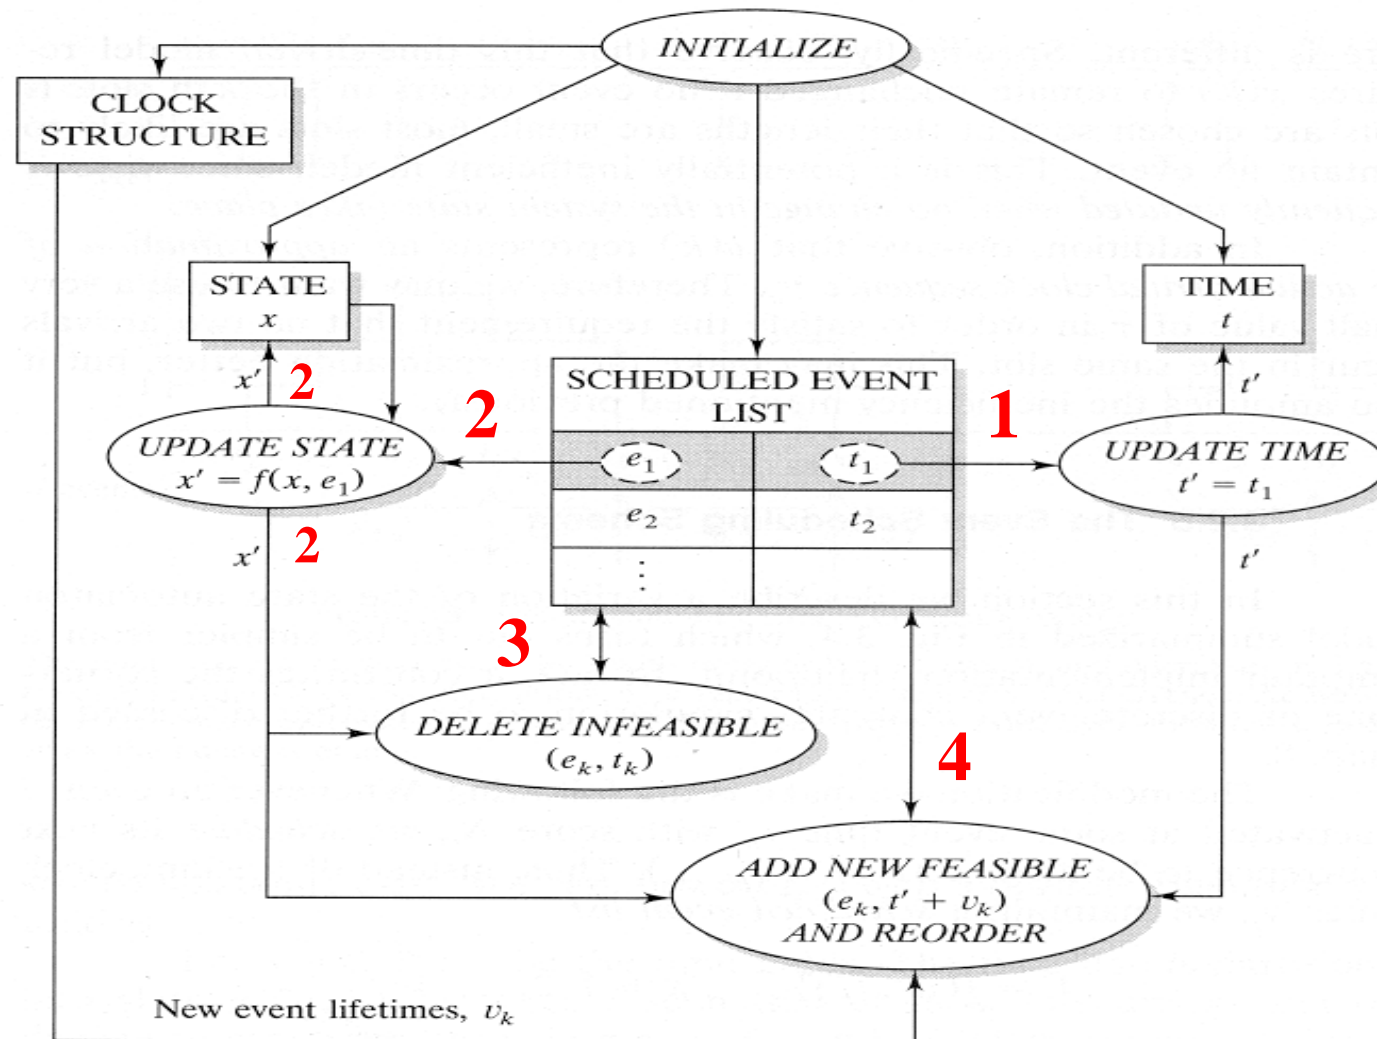 INITIALIZE
CLOCK
STRUCTURE
STATE
x
TIME
t
x′
2
2
1
t′
SCHEDULED EVENT
LIST
UPDATE STATE
x′ = f(x, e₁)
e₁
t₁
UPDATE TIME
t′ = t₁
e₂
t₂
x′
2
t′
⋮
3
DELETE INFEASIBLE
(eₖ, tₖ)
4
ADD NEW FEASIBLE
(eₖ, t′ + vₖ)
AND REORDER
New event lifetimes, vₖ